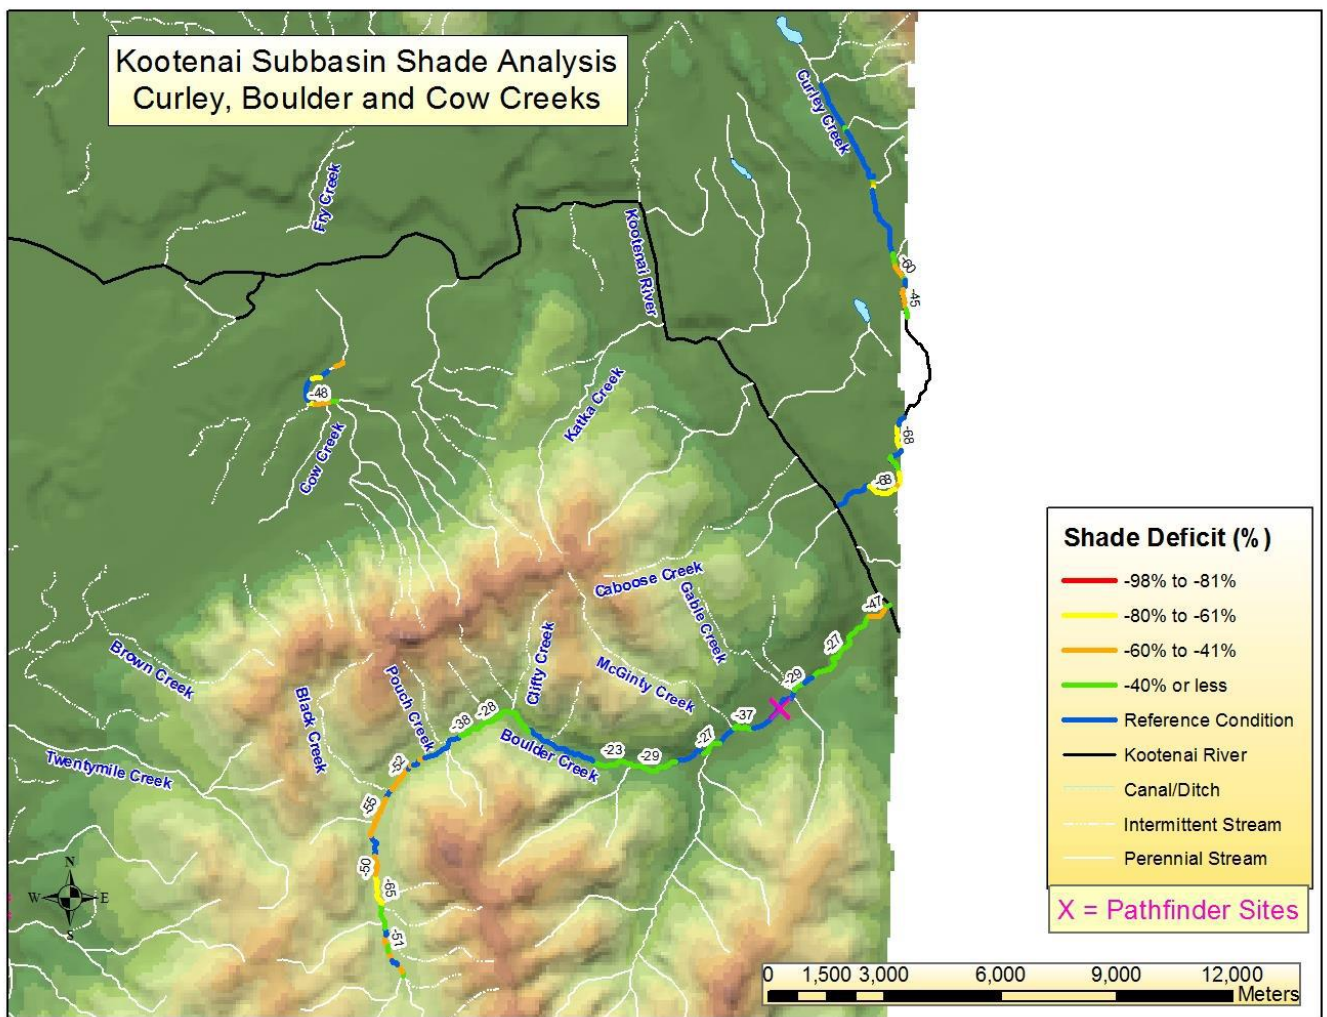 Kootenai Subbasin Shade Analysis
Curley, Boulder and Cow Creeks
Curley Creek
Fry Creek
Kootenai River
-60
-45
Katka Creek
-48
Cow Creek
-68
-68
Caboose Creek
Gable Creek
-47
-27
-29
Clifty Creek
McGinty Creek
Brown Creek
Black Creek
Pouch Creek
-38
-28
-37
-27
Boulder Creek
-23
-29
Twentymile Creek
-52
-55
-50
-65
-51
N
W
E
S
Shade Deficit (%)
-98% to -81%
-80% to -61%
-60% to -41%
-40% or less
Reference Condition
Kootenai River
Canal/Ditch
Intermittent Stream
Perennial Stream
X = Pathfinder Sites
0 1,500 3,000 6,000 9,000 12,000
Meters